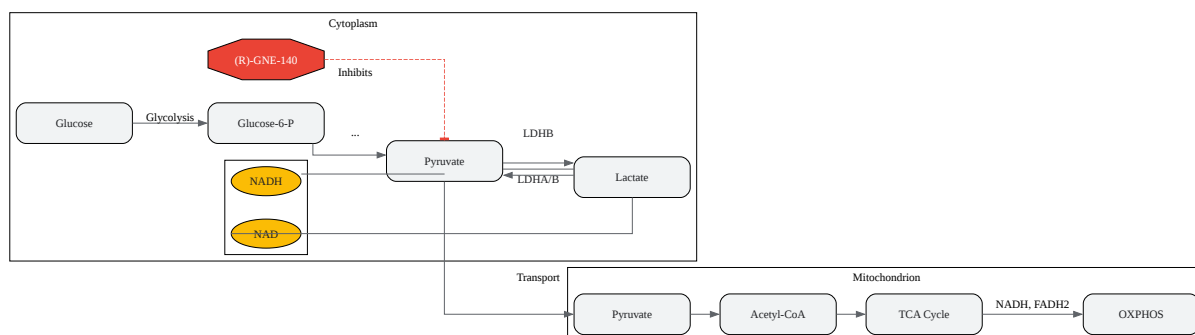 Cytoplasm
(R)-GNE-140
Inhibits
Glucose
Glycolysis
Glucose-6-P
...
LDHB
Pyruvate
LDHA/B
Lactate
NADH
NAD
Transport
Mitochondrion
Pyruvate
Acetyl-CoA
TCA Cycle
NADH, FADH2
OXPHOS